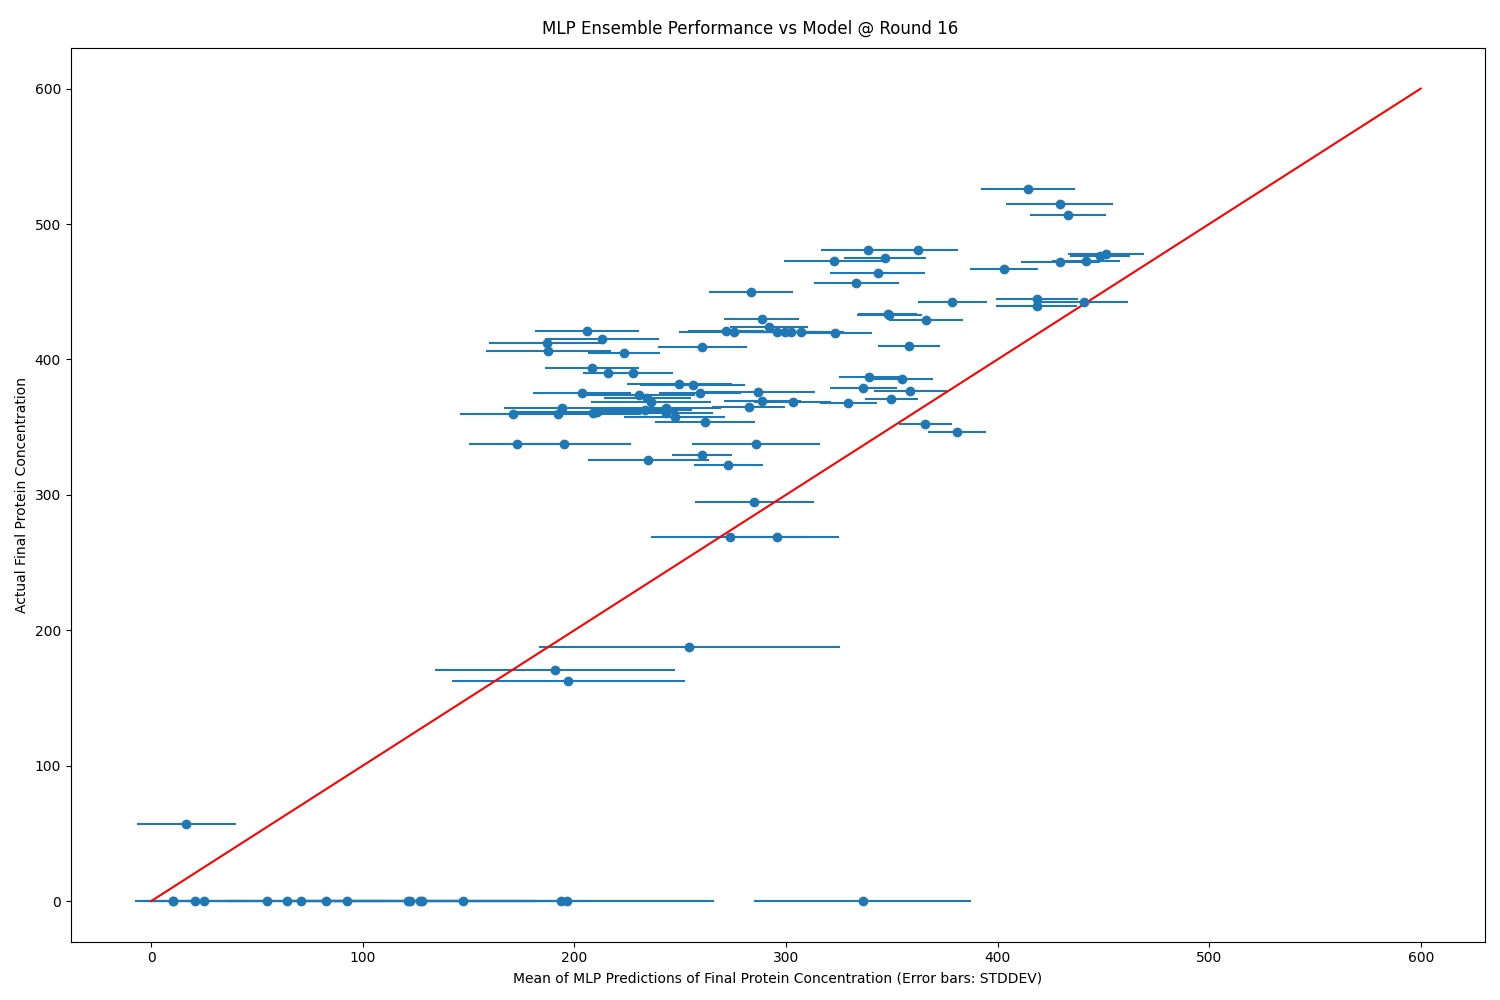 MLP Ensemble Performance vs Model @ Round 16
600
500
400
300
200
100
0
Actual Final Protein Concentration
0 100 200 300 400 500 600
Mean of MLP Predictions of Final Protein Concentration (Error bars: STDDEV)